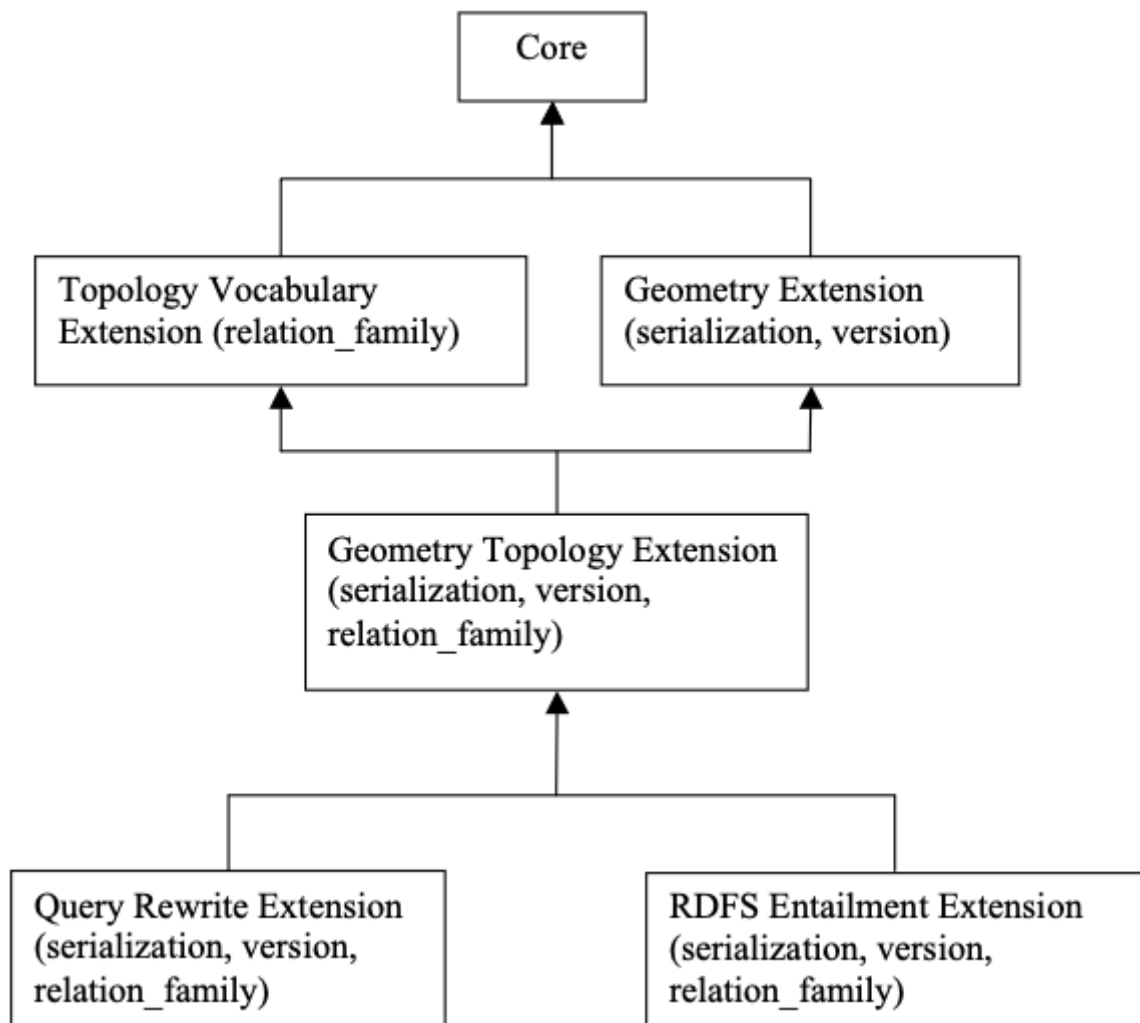 Core
Topology Vocabulary
Extension (relation_family)
Geometry Extension
(serialization, version)
Geometry Topology Extension
(serialization, version,
relation_family)
Query Rewrite Extension
(serialization, version,
relation_family)
RDFS Entailment Extension
(serialization, version,
relation_family)